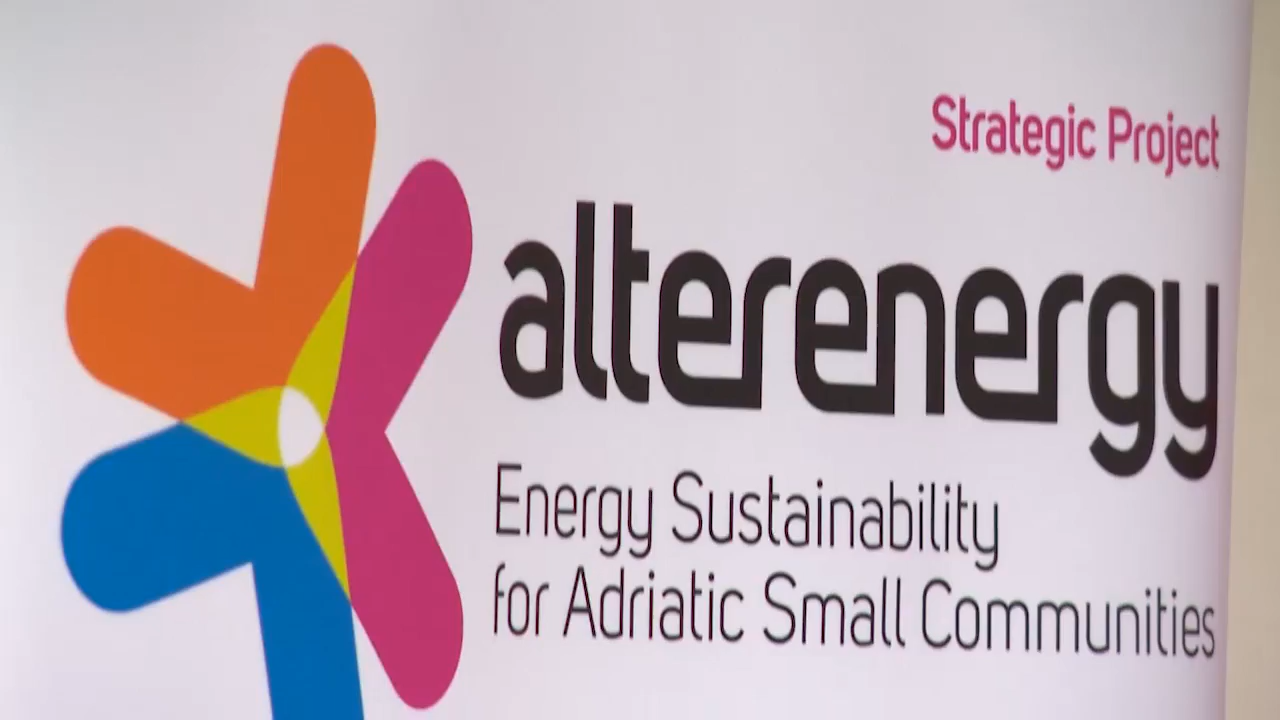 Strategic Project
alterenergy
Energy Sustainability
for Adriatic Small Communities